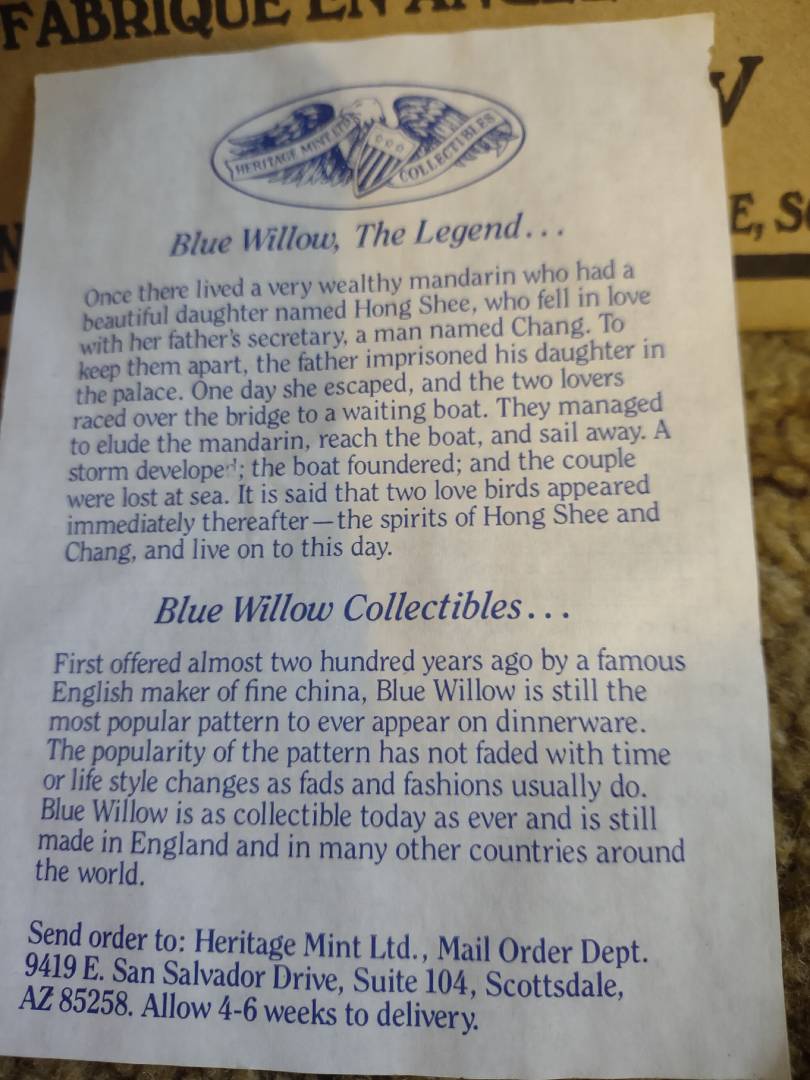 FABRIQUE EN
HERITAGE MINT LTD. COLLECTIBLES
E, S
Blue Willow, The Legend...
Once there lived a very wealthy mandarin who had a
beautiful daughter named Hong Shee, who fell in love
with her father's secretary, a man named Chang. To
keep them apart, the father imprisoned his daughter in
the palace. One day she escaped, and the two lovers
raced over the bridge to a waiting boat. They managed
to elude the mandarin, reach the boat, and sail away. A
storm developed; the boat foundered; and the couple
were lost at sea. It is said that two love birds appeared
immediately thereafter—the spirits of Hong Shee and
Chang, and live on to this day.
Blue Willow Collectibles...
First offered almost two hundred years ago by a famous
English maker of fine china, Blue Willow is still the
most popular pattern to ever appear on dinnerware.
The popularity of the pattern has not faded with time
or life style changes as fads and fashions usually do.
Blue Willow is as collectible today as ever and is still
made in England and in many other countries around
the world.
Send order to: Heritage Mint Ltd., Mail Order Dept.
9419 E. San Salvador Drive, Suite 104, Scottsdale,
AZ 85258. Allow 4-6 weeks to delivery.